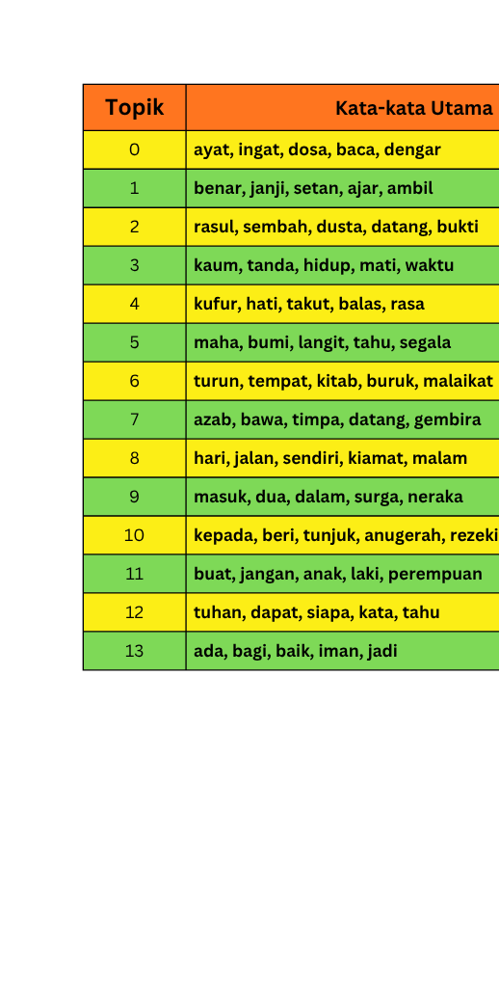 Topik Kata-kata Utama
0 ayat, ingat, dosa, baca, dengar
1 benar, janji, setan, ajar, ambil
2 rasul, sembah, dusta, datang, bukti
3 kaum, tanda, hidup, mati, waktu
4 kufur, hati, takut, balas, rasa
5 maha, bumi, langit, tahu, segala
6 turun, tempat, kitab, buruk, malaikat
7 azab, bawa, timpa, datang, gembira
8 hari, jalan, sendiri, kiamat, malam
9 masuk, dua, dalam, surga, neraka
10 kepada, beri, tunjuk, anugerah, rezeki
11 buat, jangan, anak, laki, perempuan
12 tuhan, dapat, siapa, kata, tahu
13 ada, bagi, baik, iman, jadi